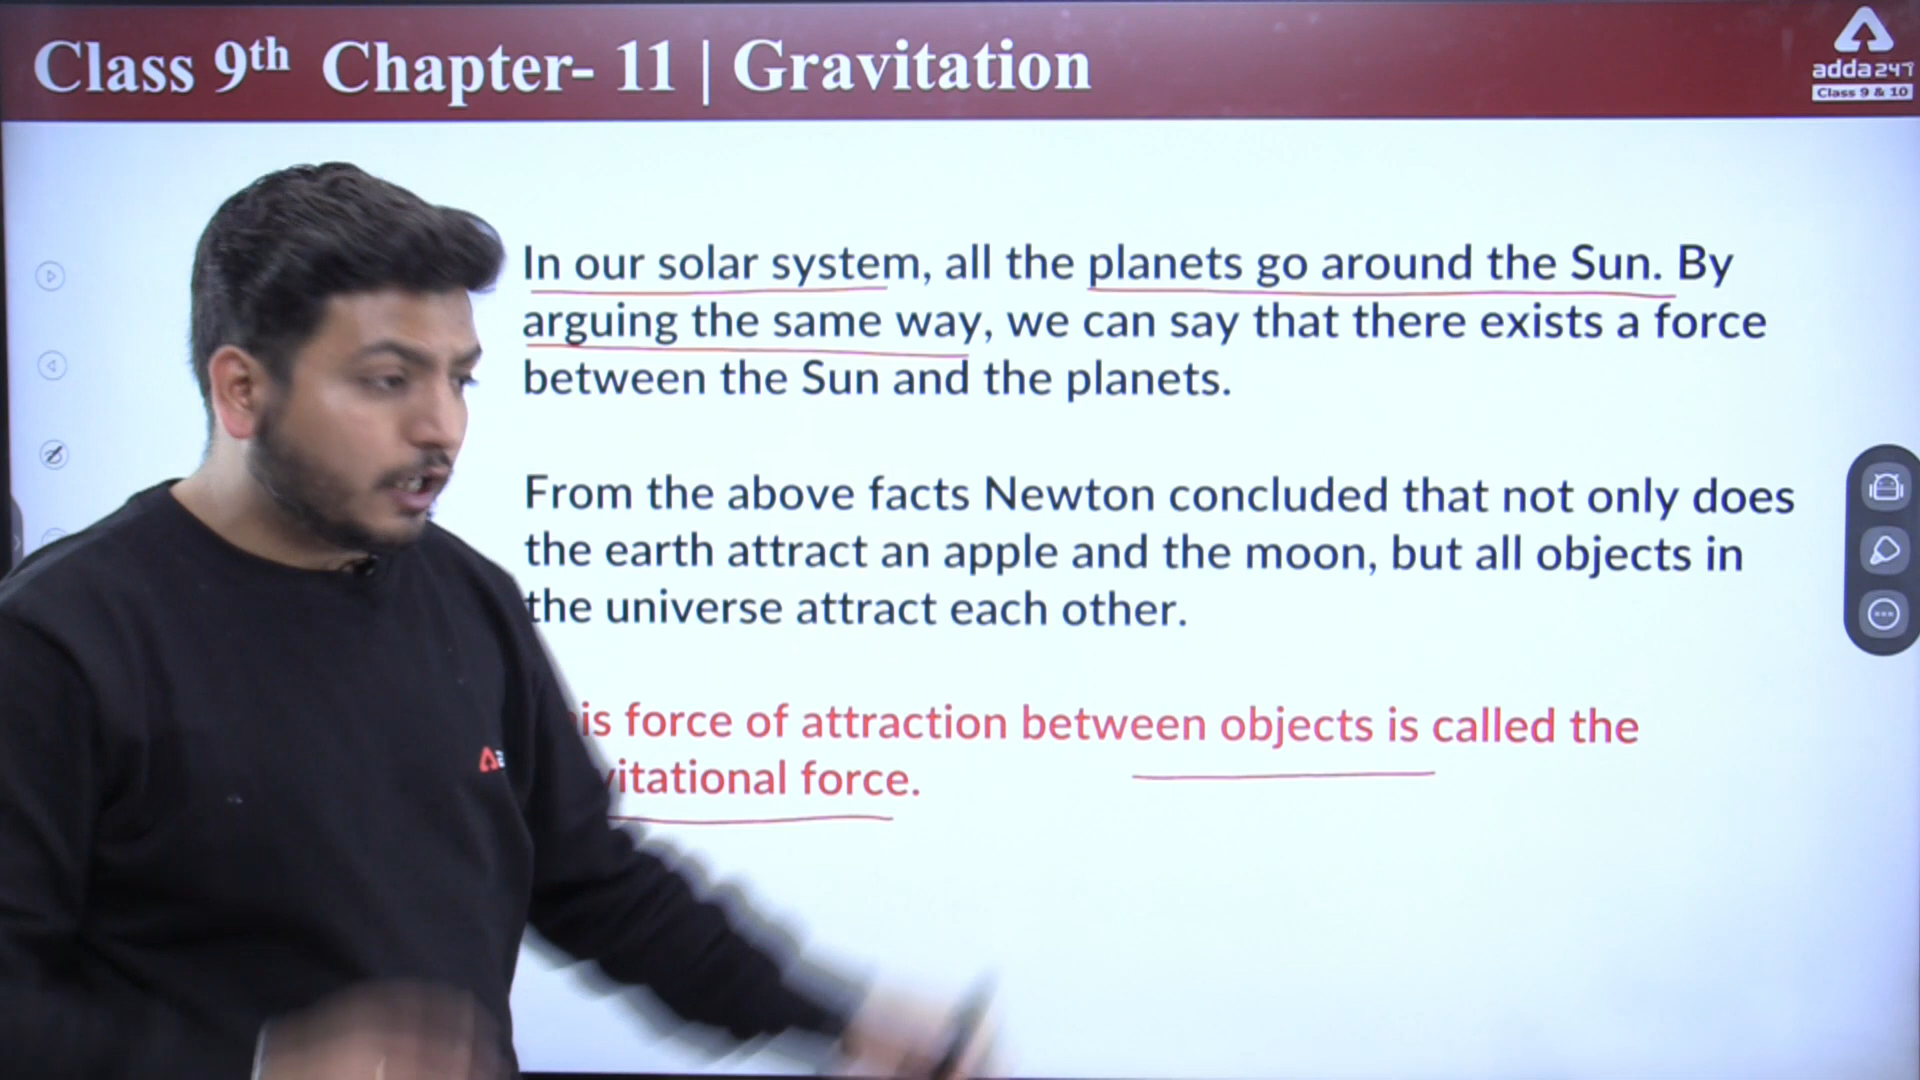 Class 9th Chapter- 11 | Gravitation
adda247
Class 9 & 10
In our solar system, all the planets go around the Sun. By
arguing the same way, we can say that there exists a force
between the Sun and the planets.
From the above facts Newton concluded that not only does
the earth attract an apple and the moon, but all objects in
the universe attract each other.
is force of attraction between objects is called the
vitational force.